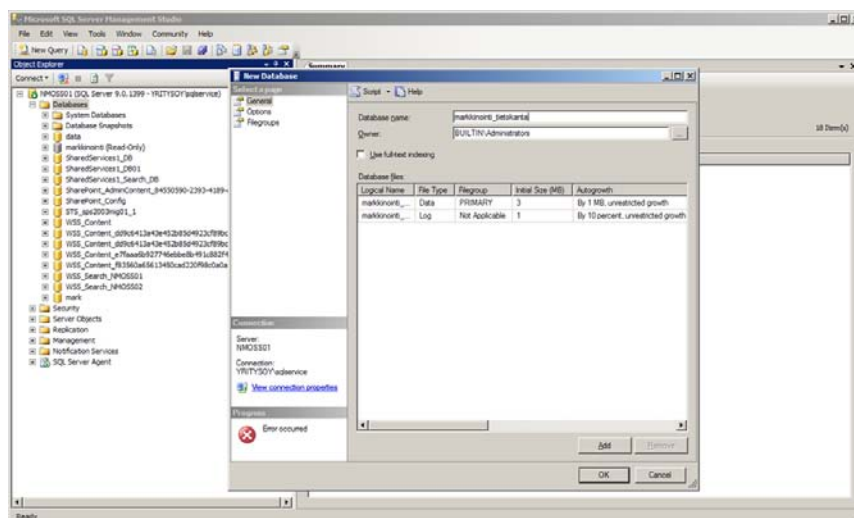 Microsoft SQL Server Management Studio
File Edit View Tools Window Community Help
New Query
Object Explorer
Summary
Connect
NMOSS01 (SQL Server 9.0.1399 - YRITYSOY\sqlservice)
Databases
System Databases
Database Snapshots
data
markkinointi (Read-Only)
SharedServices1_DB
SharedServices1_DB01
SharedServices1_Search_DB
SharePoint_AdminContent_84550590-2393-4189-
SharePoint_Config
STS_sps2003mig01_1
WSS_Content
WSS_Search_NMOSS01
WSS_Search_NMOSS02
mark
Security
Server Objects
Replication
Management
Notification Services
SQL Server Agent
18 Item(s)
New Database
Select a page
General
Options
Filegroups
Script Help
Database name: markkinointi_tietokanta
Owner: BUILTIN\Administrators ...
Use full-text indexing
Database files:
Logical Name File Type Filegroup Initial Size (MB) Autogrowth
markkinointi_... Data PRIMARY 3 By 1 MB, unrestricted growth
markkinointi_... Log Not Applicable 1 By 10 percent, unrestricted growth
Connection
Server:
NMOSS01
Connection:
YRITYSOY\sqlservice
View connection properties
Progress
Error occurred
Add Remove
OK Cancel
Ready